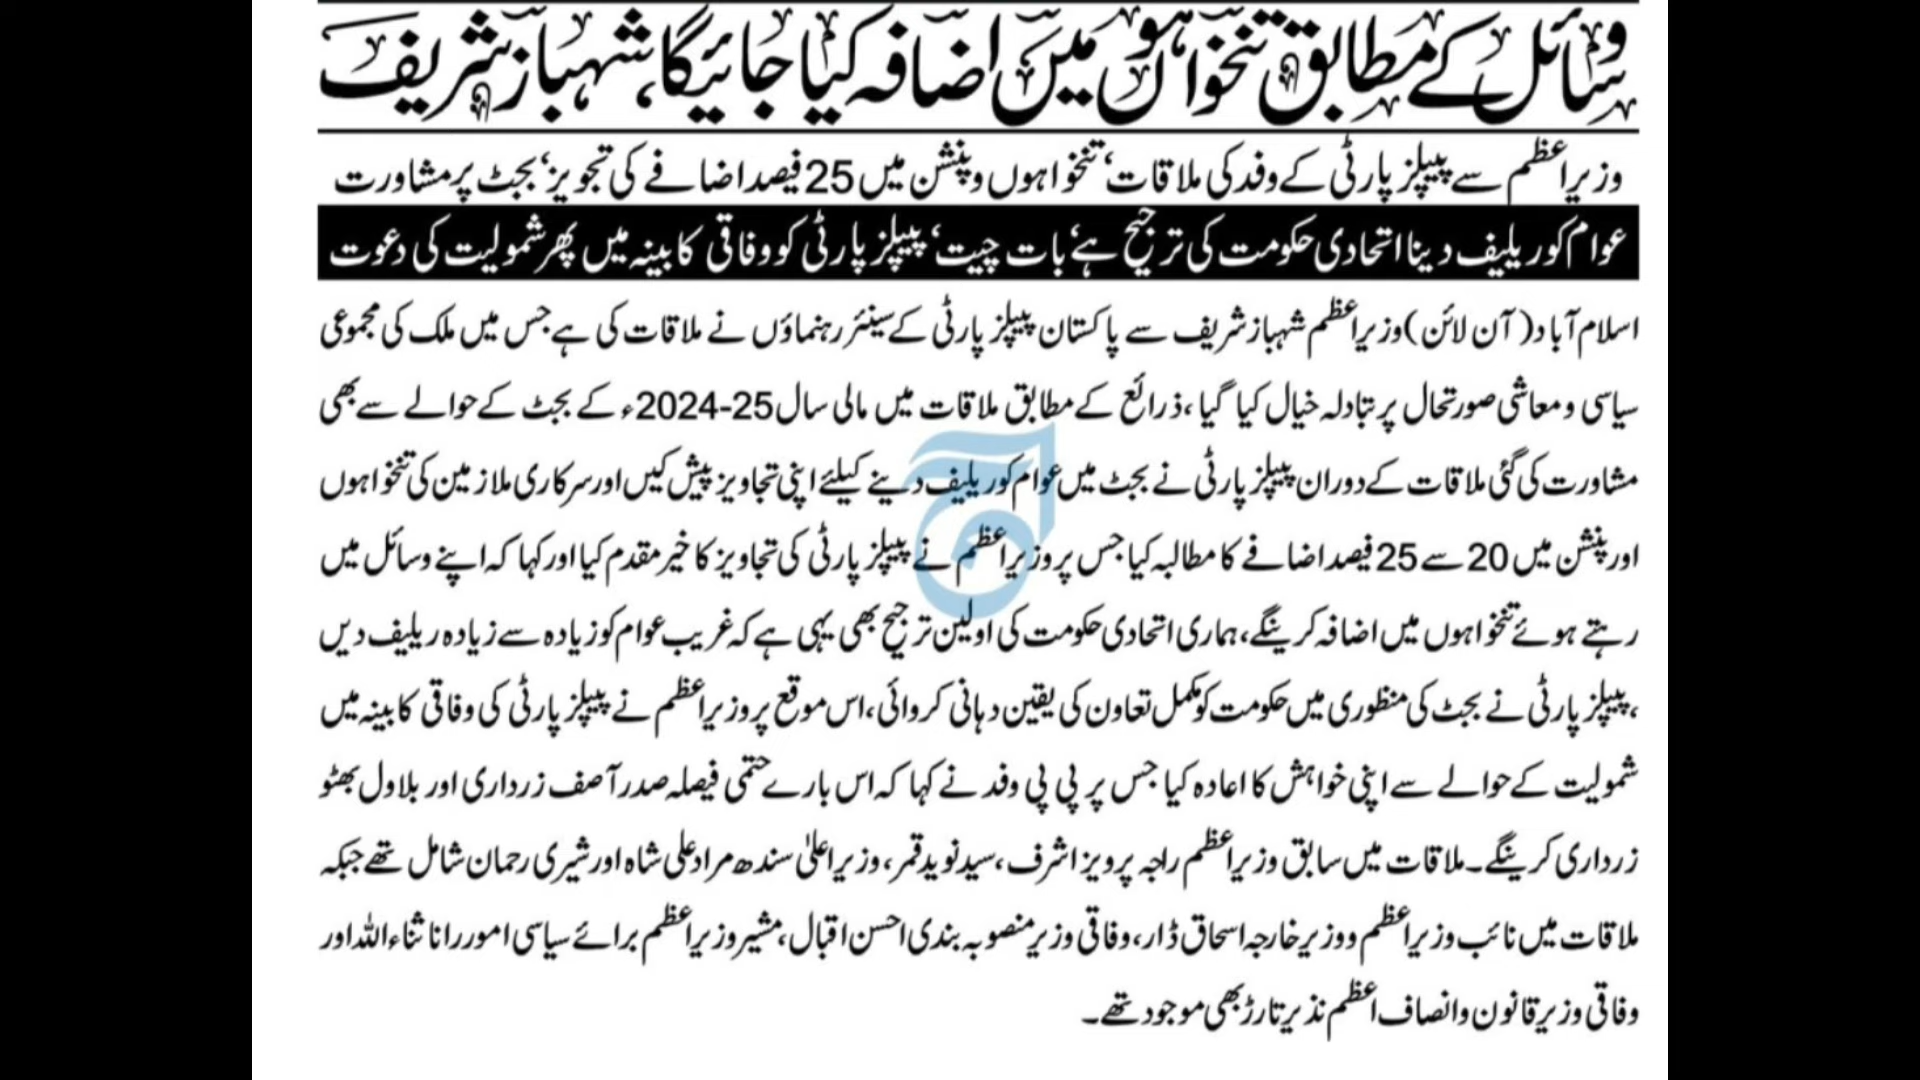 وسائل کے مطابق تنخواہوں میں اضافہ کیا جائیگا، شہباز شریف
وزیراعظم سے پیپلز پارٹی کے وفد کی ملاقات، تنخواہوں و پنشن میں 25 فیصد اضافے کی تجویز، بجٹ پر مشاورت
عوام کو ریلیف دینا اتحادی حکومت کی ترجیح ہے، بات چیت، پیپلز پارٹی کو وفاقی کابینہ میں پھر شمولیت کی دعوت
اسلام آباد (آن لائن) وزیراعظم شہباز شریف سے پاکستان پیپلز پارٹی کے سینئر رہنماؤں نے ملاقات کی ہے جس میں ملک کی مجموعی
سیاسی و معاشی صورتحال پر تبادلہ خیال کیا گیا، ذرائع کے مطابق ملاقات میں مالی سال 25-2024ء کے بجٹ کے حوالے سے بھی
مشاورت کی گئی ملاقات کے دوران پیپلز پارٹی نے بجٹ میں عوام کو ریلیف دینے کیلئے اپنی تجاویز پیش کیں اور سرکاری ملازمین کی تنخواہوں
اور پنشن میں 20 سے 25 فیصد اضافے کا مطالبہ کیا جس پر وزیراعظم نے پیپلز پارٹی کی تجاویز کا خیر مقدم کیا اور کہا کہ اپنے وسائل میں
رہتے ہوئے تنخواہوں میں اضافہ کرینگے، ہماری اتحادی حکومت کی اولین ترجیح بھی یہی ہے کہ غریب عوام کو زیادہ سے زیادہ ریلیف دیں
، پیپلز پارٹی نے بجٹ کی منظوری میں حکومت کو مکمل تعاون کی یقین دہانی کروائی، اس موقع پر وزیراعظم نے پیپلز پارٹی کی وفاقی کابینہ میں
شمولیت کے حوالے سے اپنی خواہش کا اعادہ کیا جس پر پی پی وفد نے کہا کہ اس بارے حتمی فیصلہ صدر آصف زرداری اور بلاول بھٹو
زرداری کرینگے۔ ملاقات میں سابق وزیراعظم راجہ پرویز اشرف، سید نوید قمر، وزیراعلیٰ سندھ مراد علی شاہ اور شیری رحمان شامل تھے جبکہ
ملاقات میں نائب وزیراعظم و وزیر خارجہ اسحاق ڈار، وفاقی وزیر منصوبہ بندی احسن اقبال، مشیر وزیراعظم برائے سیاسی امور رانا ثناء اللہ اور
وفاقی وزیر قانون و انصاف اعظم نذیر تارڑ بھی موجود تھے۔
آج